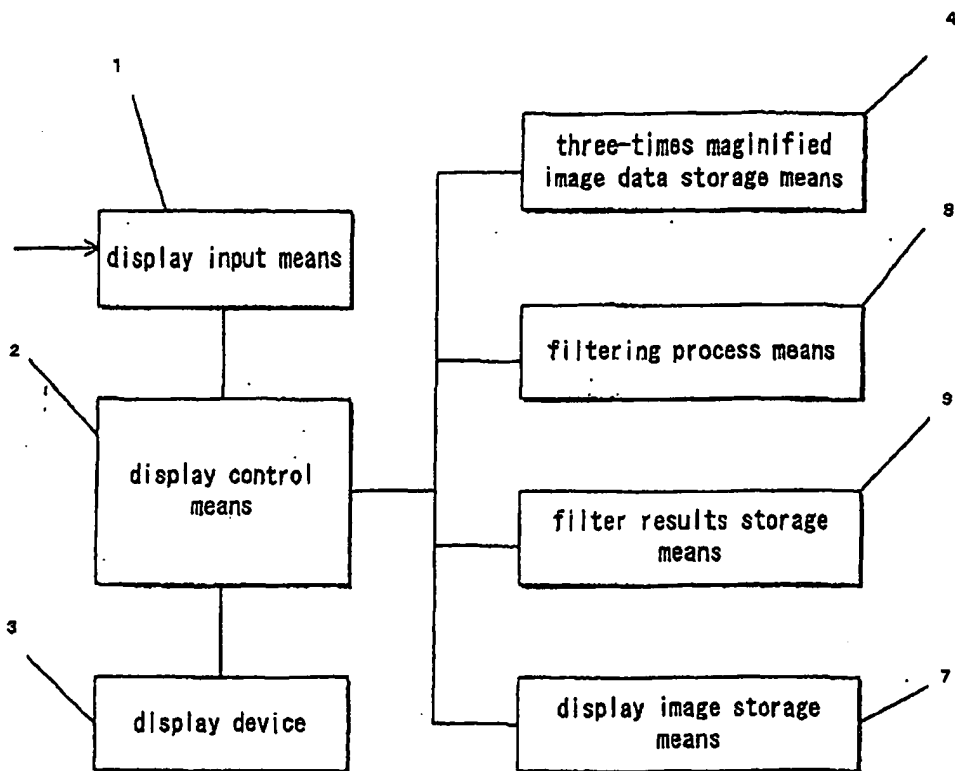 4
1
three-times maginified
image data storage means
8
display input means
filtering process means
2
9
display control
means
filter results storage
means
3
7
display image storage
means
display device